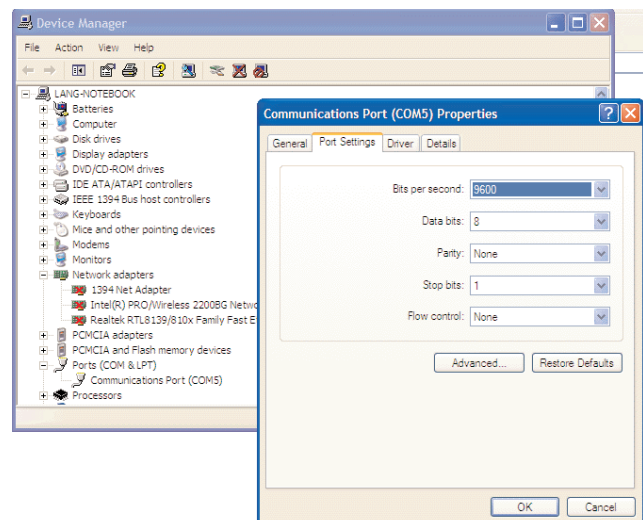 Device Manager
File Action View Help
LANG-NOTEBOOK
Batteries
Computer
Disk drives
Display adapters
DVD/CD-ROM drives
IDE ATA/ATAPI controllers
IEEE 1394 Bus host controllers
Keyboards
Mice and other pointing devices
Modems
Monitors
Network adapters
1394 Net Adapter
Intel(R) PRO/Wireless 2200BG Netwo
Realtek RTL8139/810x Family Fast E
PCMCIA adapters
PCMCIA and Flash memory devices
Ports (COM & LPT)
Communications Port (COM5)
Processors
Communications Port (COM5) Properties
General Port Settings Driver Details
Bits per second: 9600
Data bits: 8
Parity: None
Stop bits: 1
Flow control: None
Advanced... Restore Defaults
OK Cancel